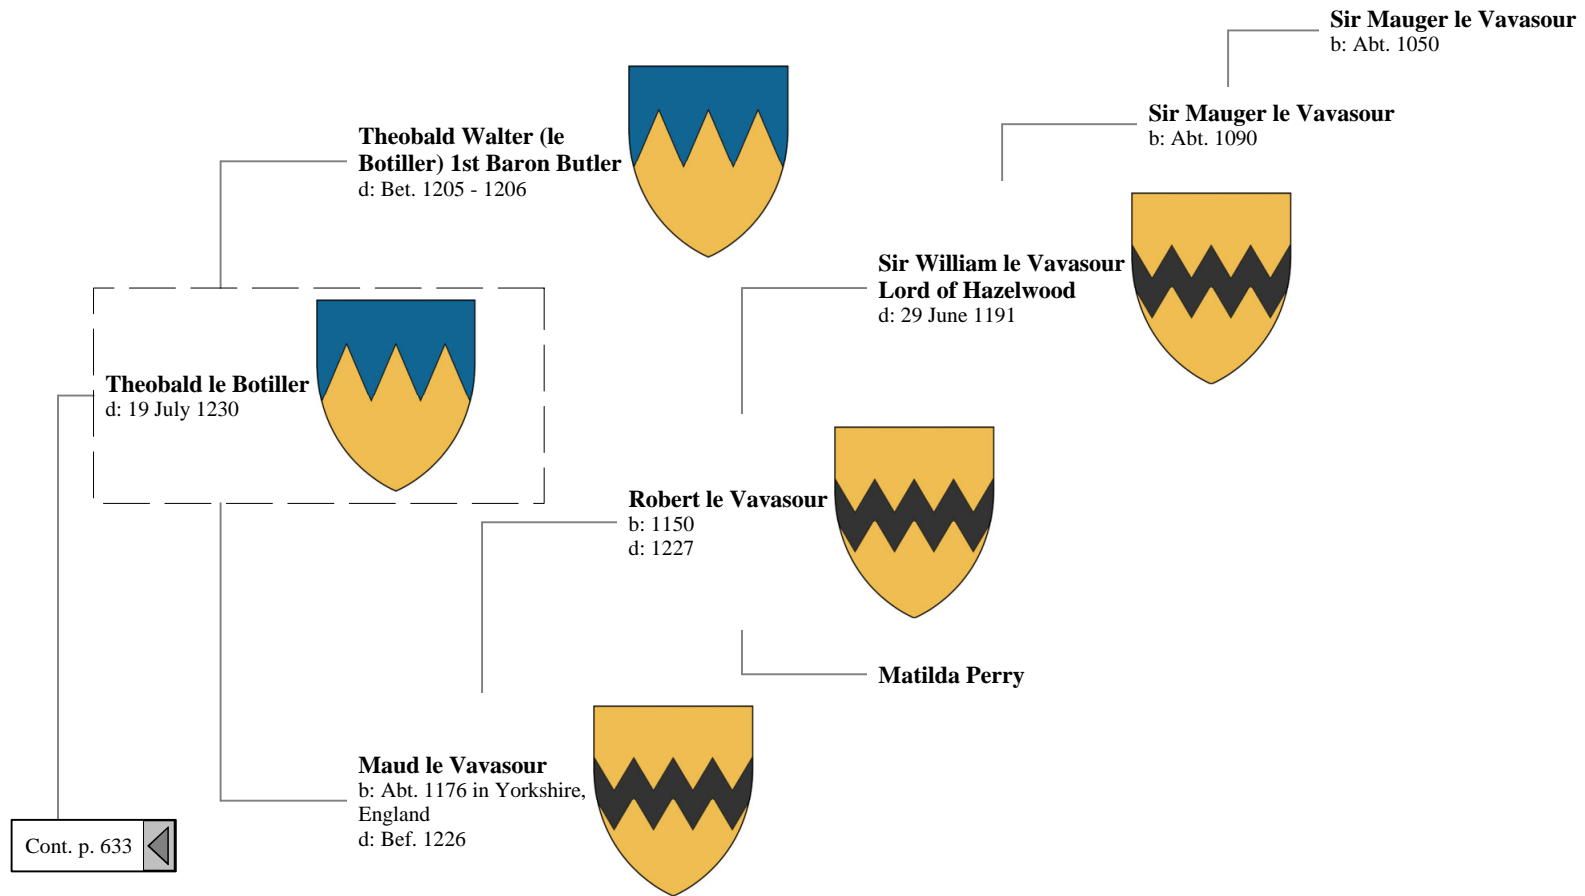 Sir Mauger le Vavasour
b: Abt. 1050
Sir Mauger le Vavasour
b: Abt. 1090
Theobald Walter (le
Botiller) 1st Baron Butler
d: Bet. 1205 - 1206
Sir William le Vavasour
Lord of Hazelwood
d: 29 June 1191
Theobald le Botiller
d: 19 July 1230
Robert le Vavasour
b: 1150
d: 1227
Matilda Perry
Maud le Vavasour
b: Abt. 1176 in Yorkshire,
England
d: Bef. 1226
Cont. p. 633